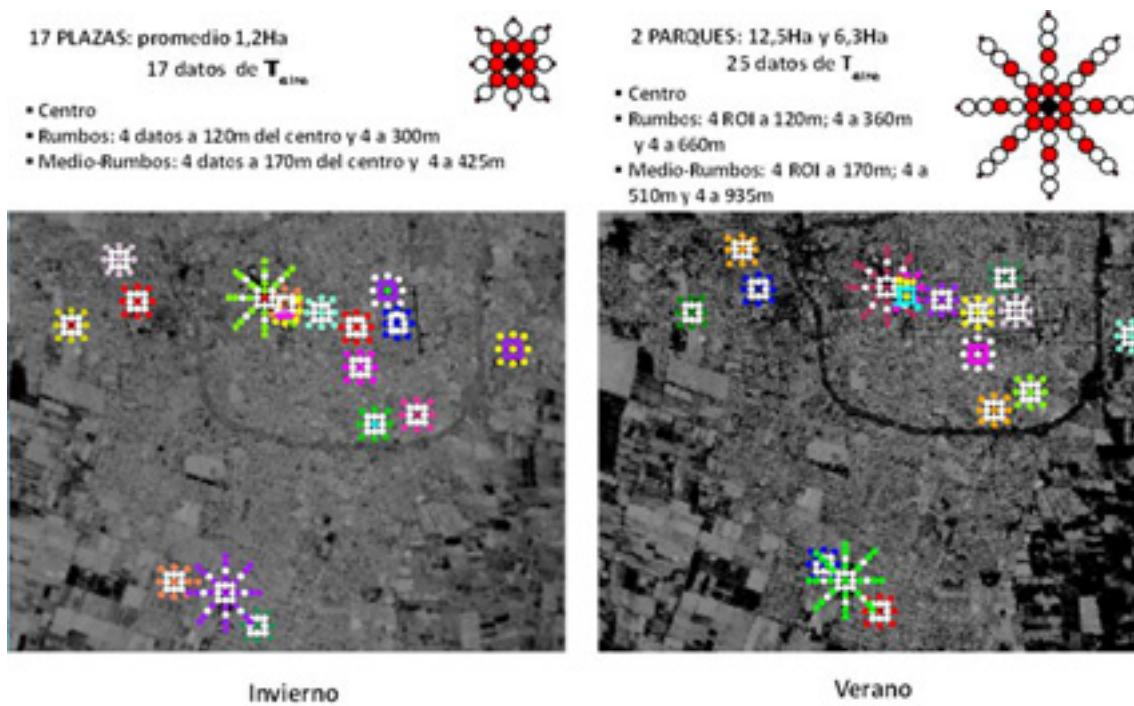 17 PLAZAS: promedio 1,2Ha
17 datos de T aire
▪ Centro
▪ Rumbos: 4 datos a 120m del centro y 4 a 300m
▪ Medio-Rumbos: 4 datos a 170m del centro y 4 a 425m
2 PARQUES: 12,5Ha y 6,3Ha
25 datos de T aire
▪ Centro
▪ Rumbos: 4 ROI a 120m; 4 a 360m
y 4 a 660m
▪ Medio-Rumbos: 4 ROI a 170m; 4 a
510m y 4 a 935m
Invierno
Verano